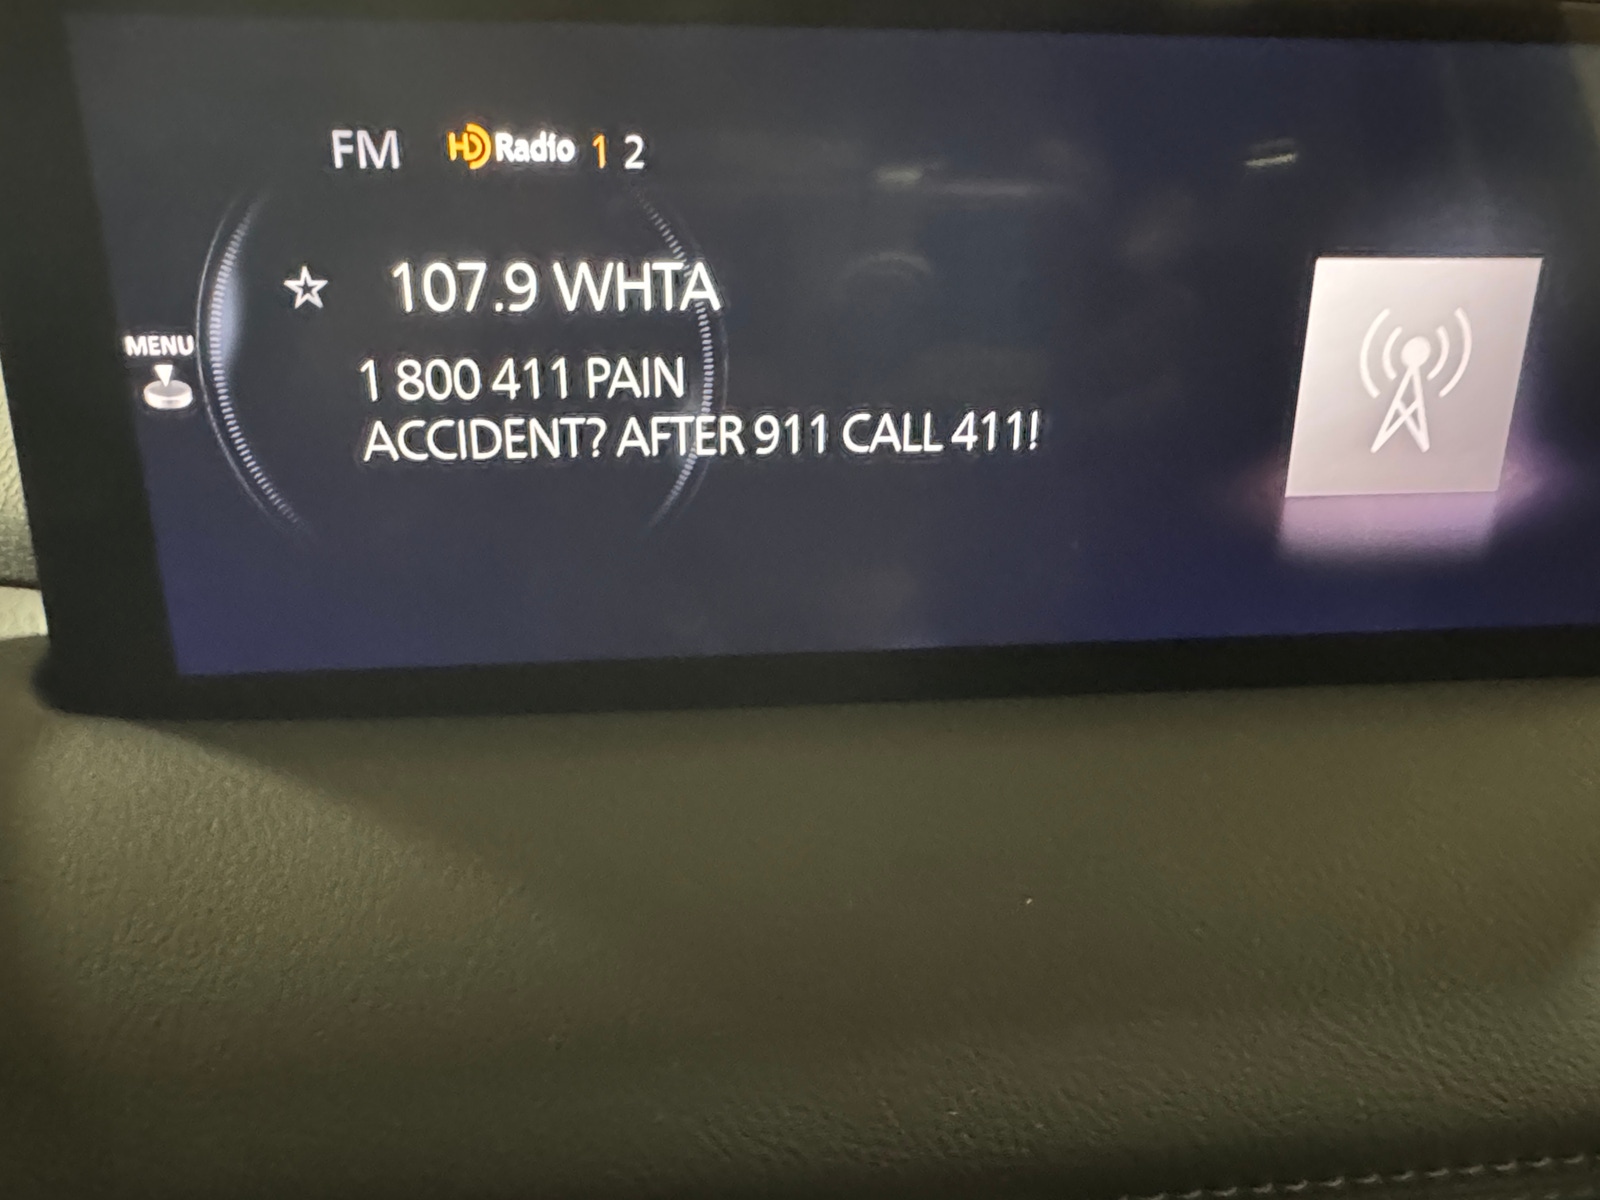 FM HD Radio 1 2
107.9 WHTA
MENU
1 800 411 PAIN
ACCIDENT? AFTER 911 CALL 411!